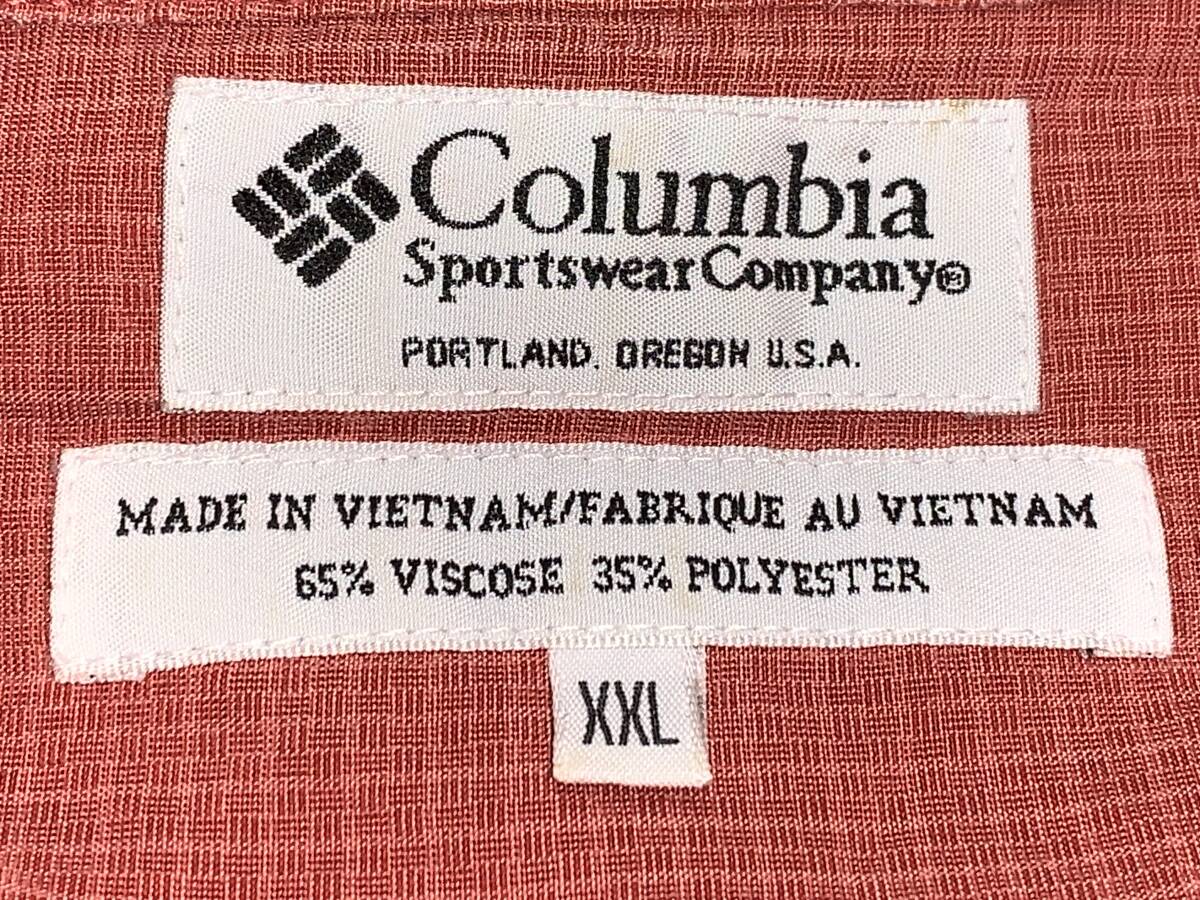 Columbia
Sportswear Company®
PORTLAND, OREGON U.S.A.
MADE IN VIETNAM/FABRIQUE AU VIETNAM
65% VISCOSE 35% POLYESTER
XXL